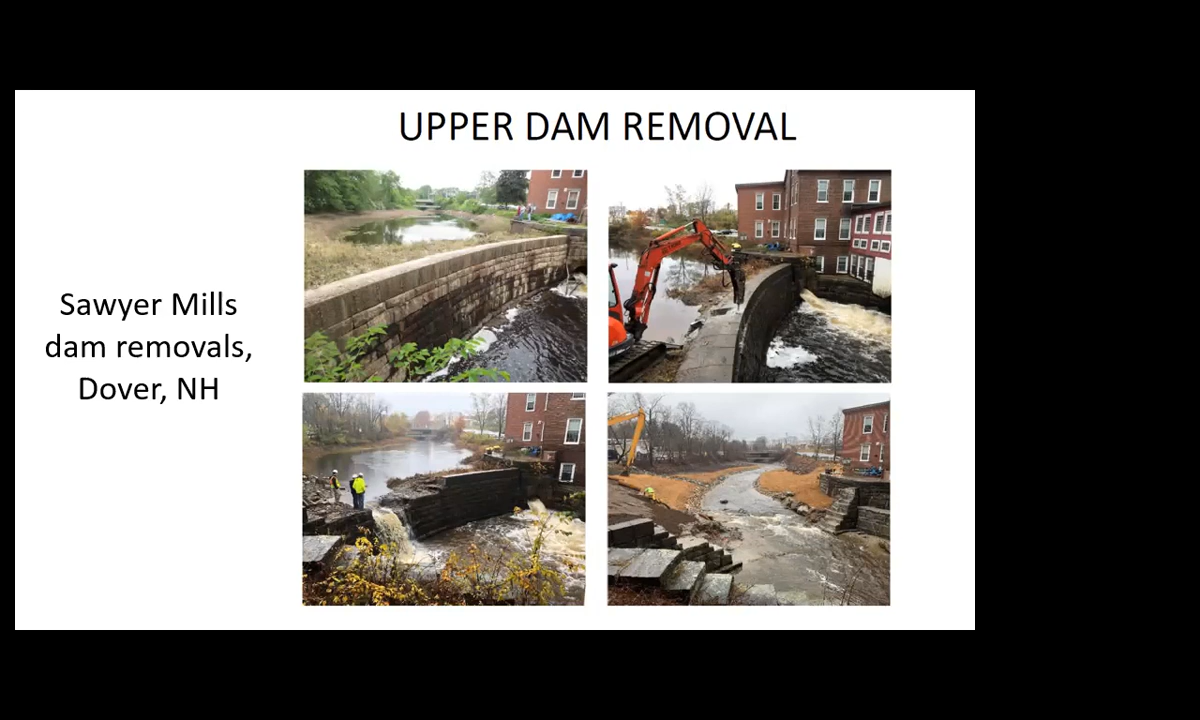 UPPER DAM REMOVAL
Sawyer Mills
dam removals,
Dover, NH